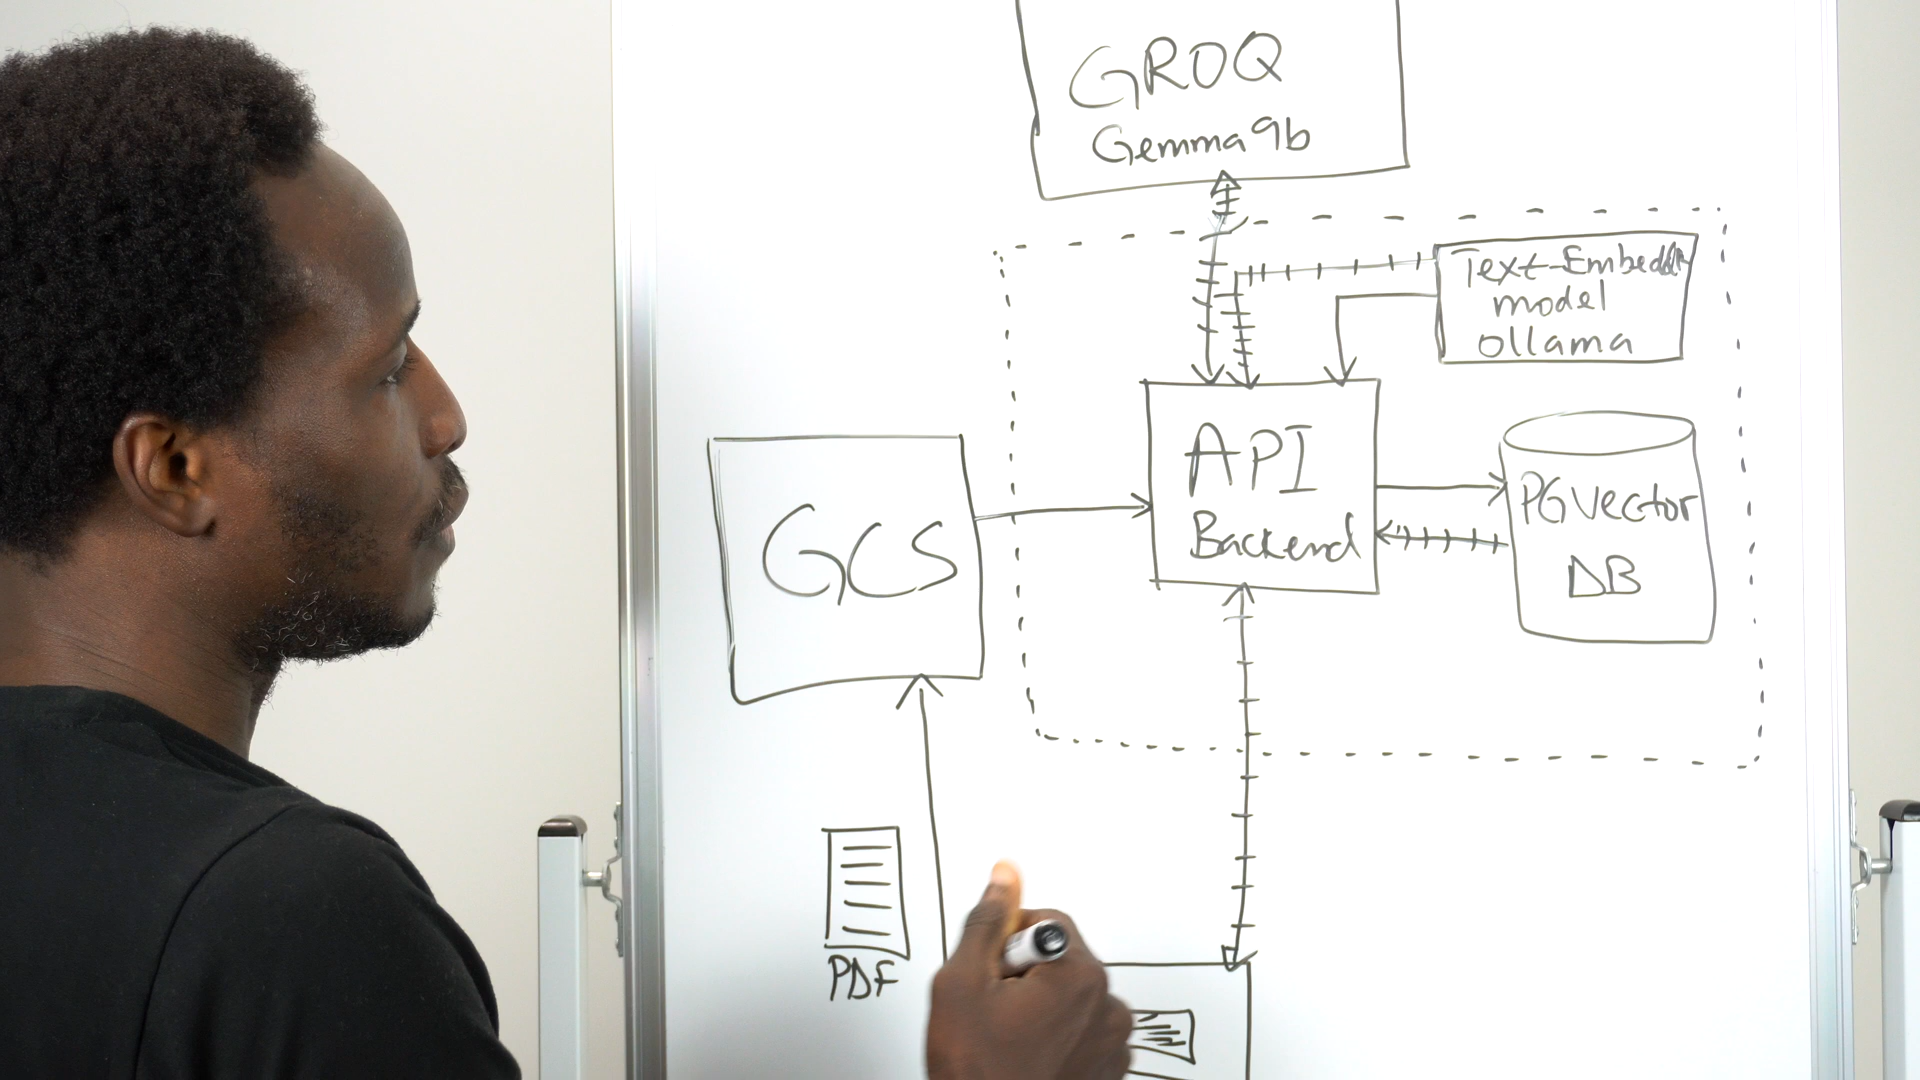 GROQ
Gemma 9b
Text-Embedd
model
ollama
API
Backend
PGVector
DB
GCS
PDF